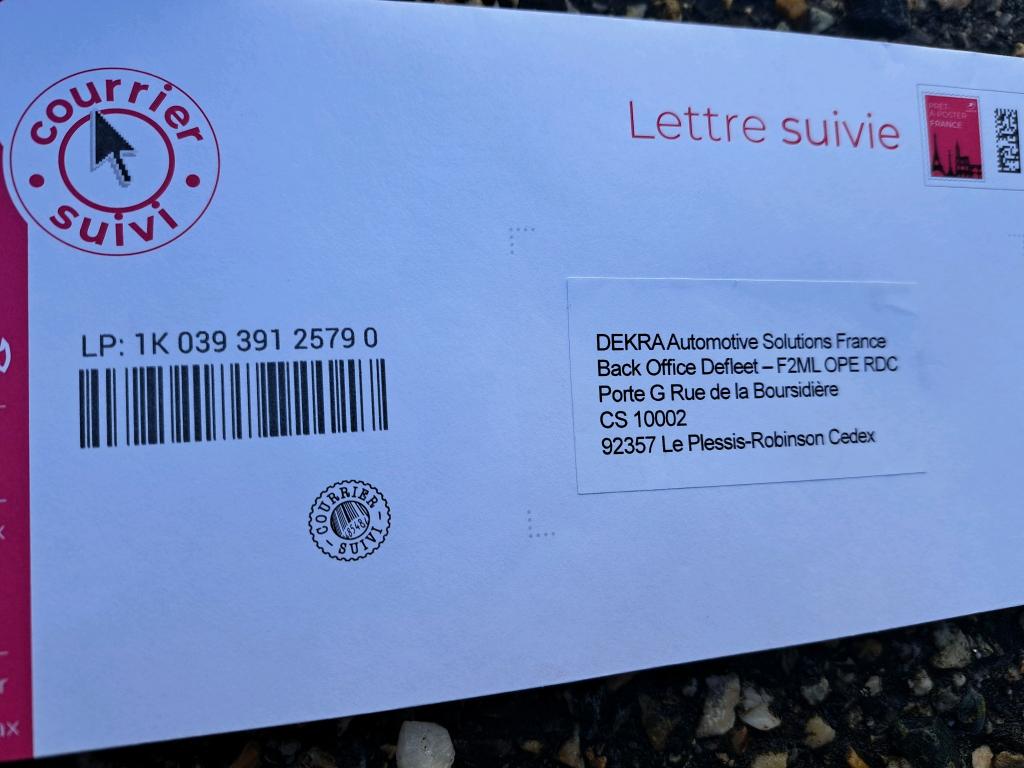 courrier
suivi
Lettre suivie
PRÊT-
À-POSTER
FRANCE
LP: 1K 039 391 2579 0
DEKRA Automotive Solutions France
Back Office Defleet – F2ML OPE RDC
Porte G Rue de la Boursidière
CS 10002
92357 Le Plessis-Robinson Cedex
COURRIER
8548
SUIVI